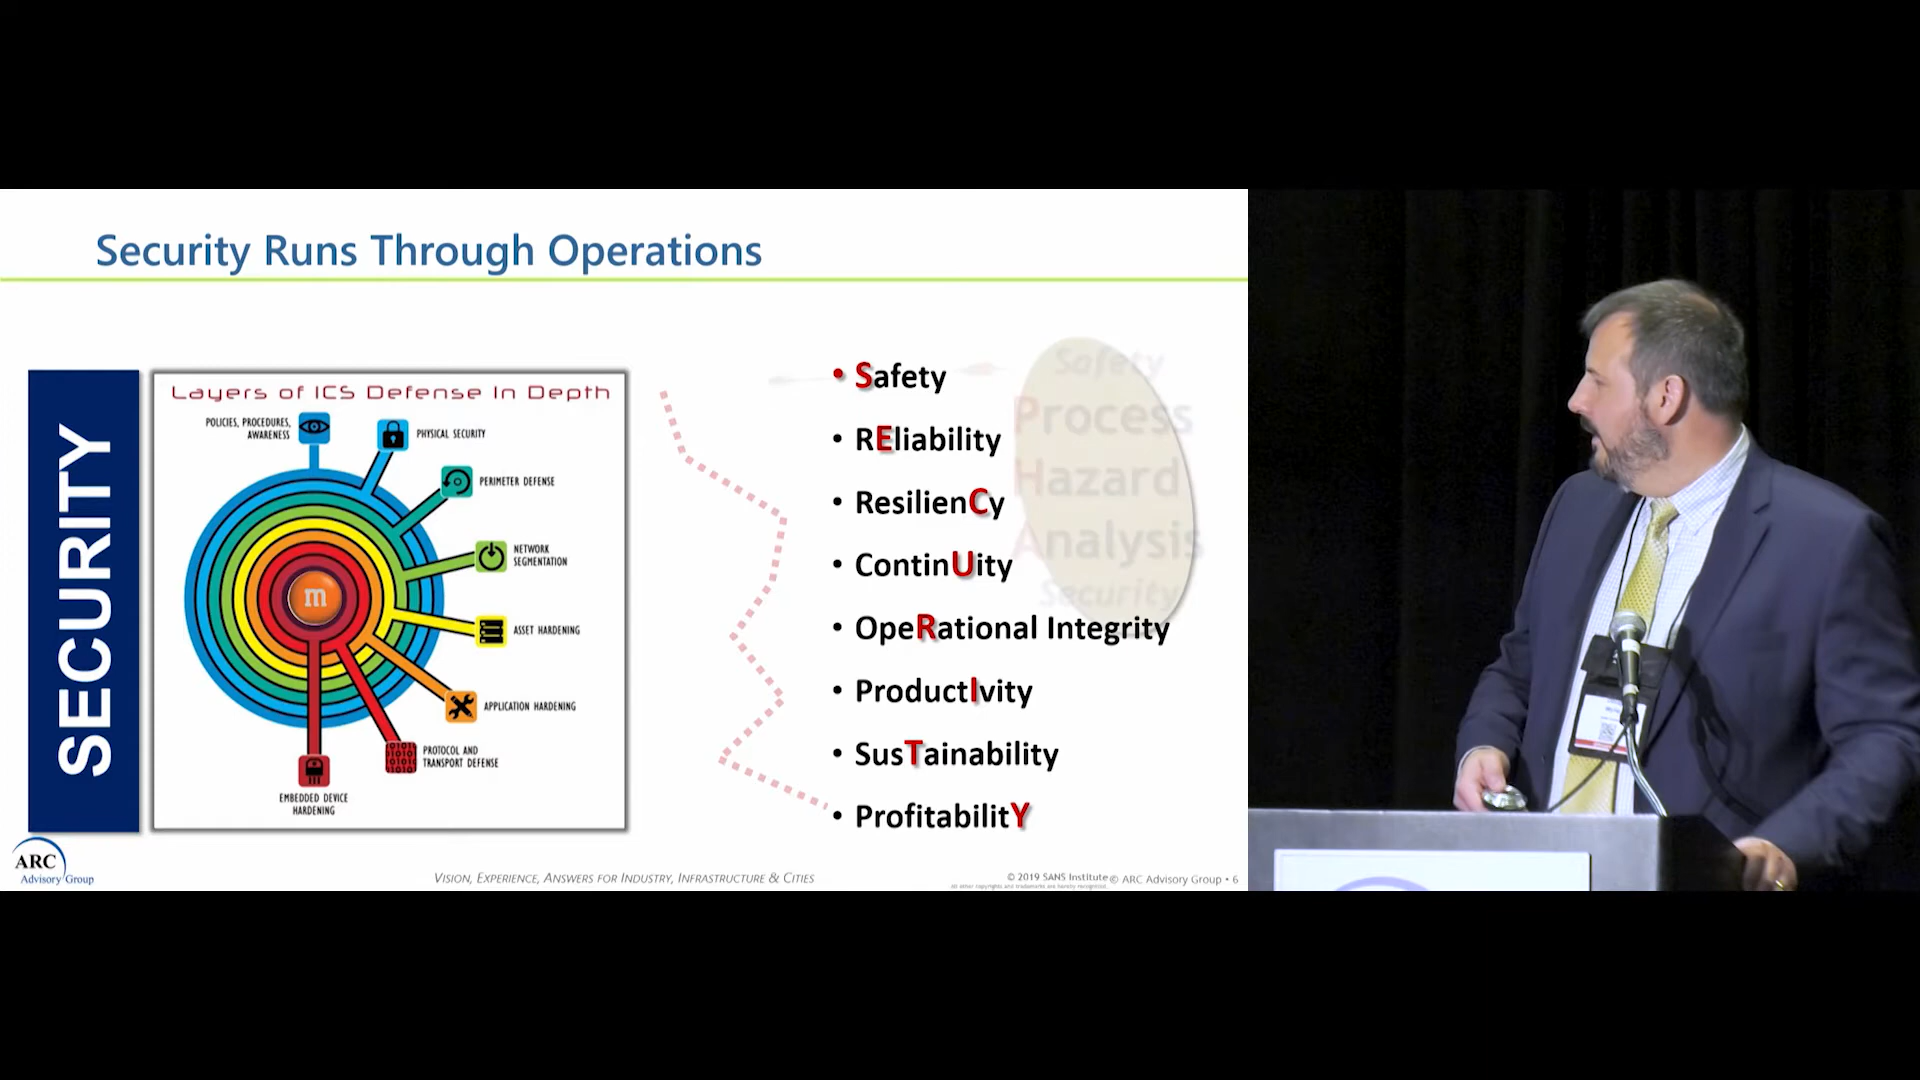 Security Runs Through Operations
SECURITY
Layers of ICS Defense In Depth
POLICIES, PROCEDURES,
AWARENESS
PHYSICAL SECURITY
PERIMETER DEFENSE
NETWORK
SEGMENTATION
m
ASSET HARDENING
APPLICATION HARDENING
PROTOCOL AND
TRANSPORT DEFENSE
EMBEDDED DEVICE
HARDENING
• Safety
• REliability
• ResilienCy
• ContinUity
• OpeRational Integrity
• ProductIvity
• SusTainability
• ProfitabilitY
Safety
Process
Hazard
Analysis
Security
ARC
Advisory Group
VISION, EXPERIENCE, ANSWERS FOR INDUSTRY, INFRASTRUCTURE & CITIES
© 2019 SANS Institute © ARC Advisory Group • 6